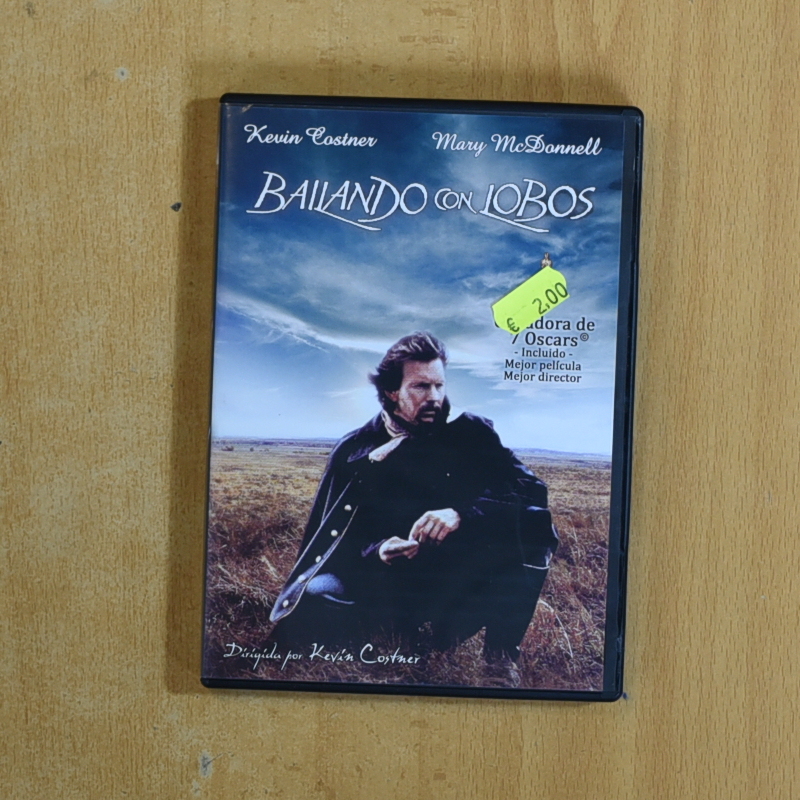 Kevin Costner Mary McDonnell
BAILANDO CON LOBOS
€ 2,00
adora de
7 Oscars©
- Incluido -
Mejor película
Mejor director
Dirigida por Kevin Costner